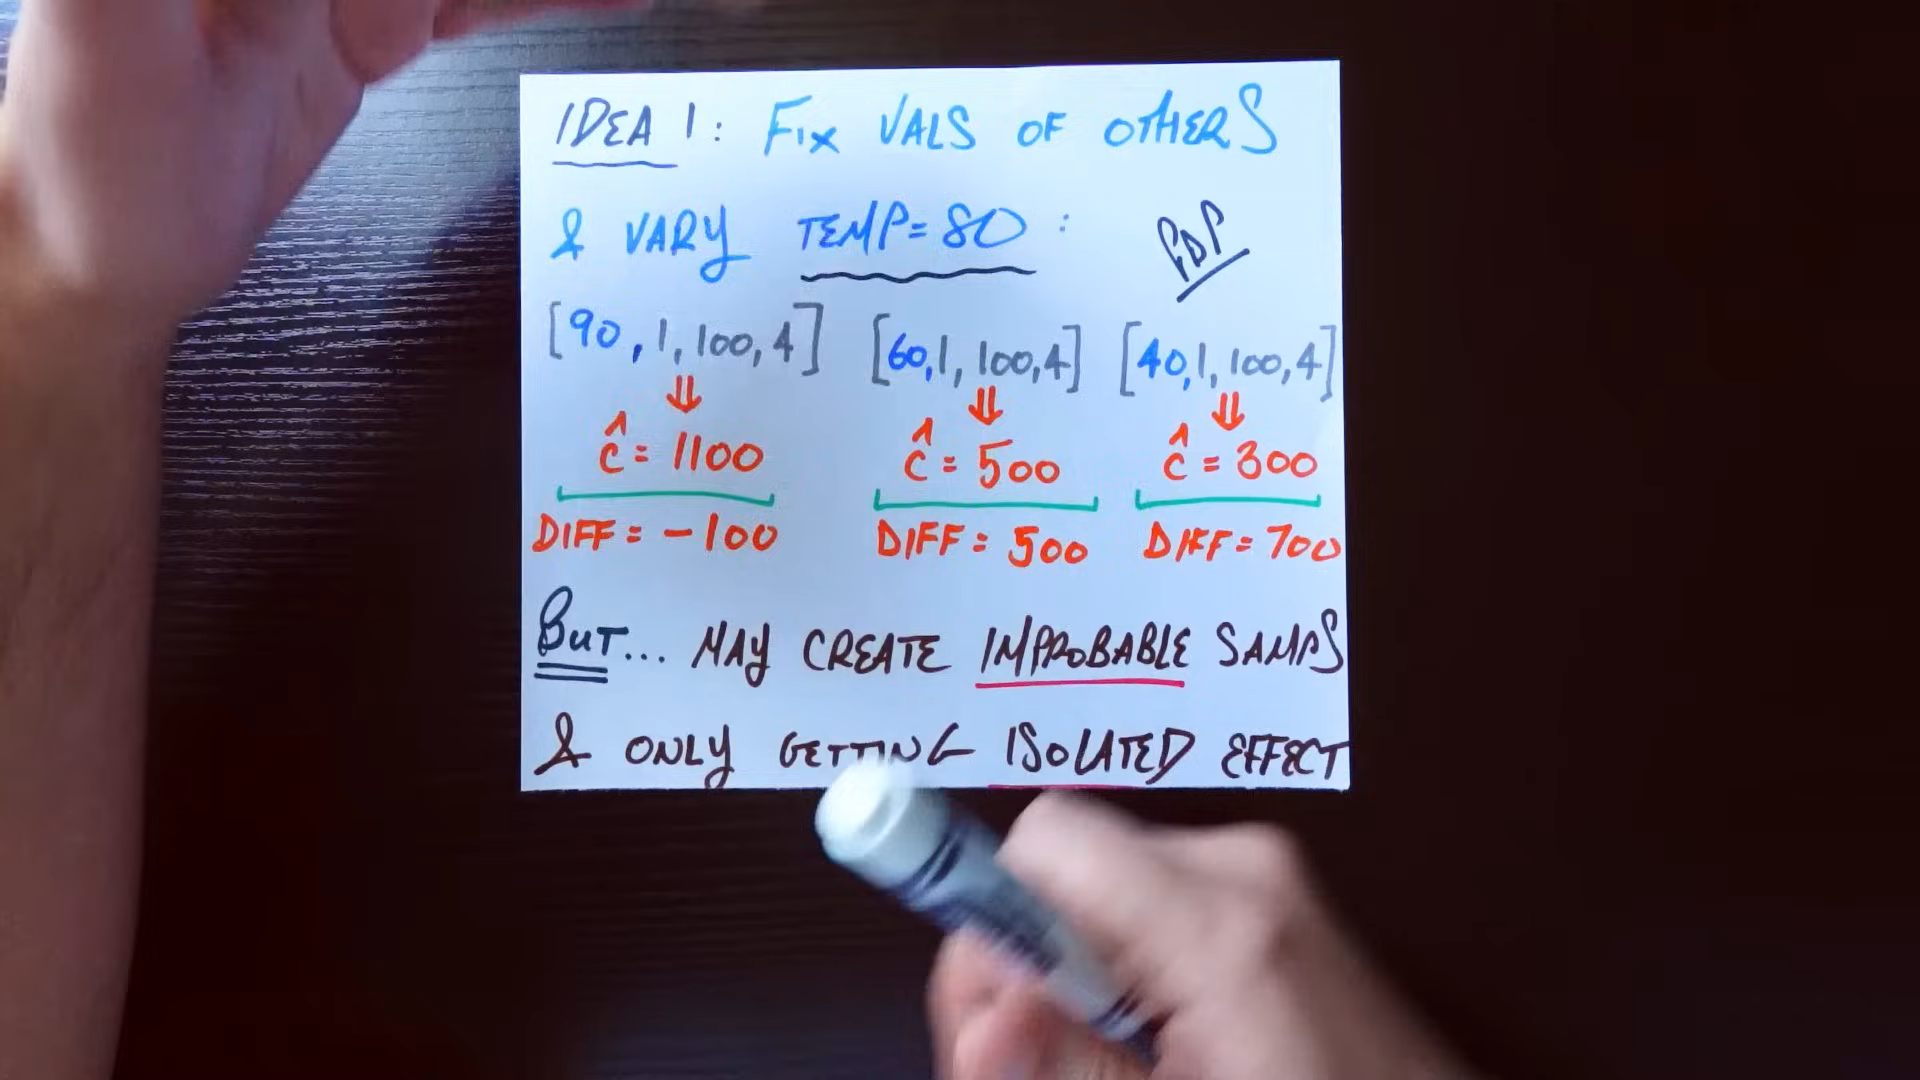 IDEA 1: FIX VALS OF OTHERS
& VARY TEMP=80:
PDP
[90, 1, 100, 4] [60, 1, 100, 4] [40, 1, 100, 4]
⇓ ⇓ ⇓
ĉ = 1100 ĉ = 500 ĉ = 300
DIFF = -100 DIFF = 500 DIFF = 700
BUT... MAY CREATE IMPROBABLE SAMPS
& ONLY GETTING ISOLATED EFFECT